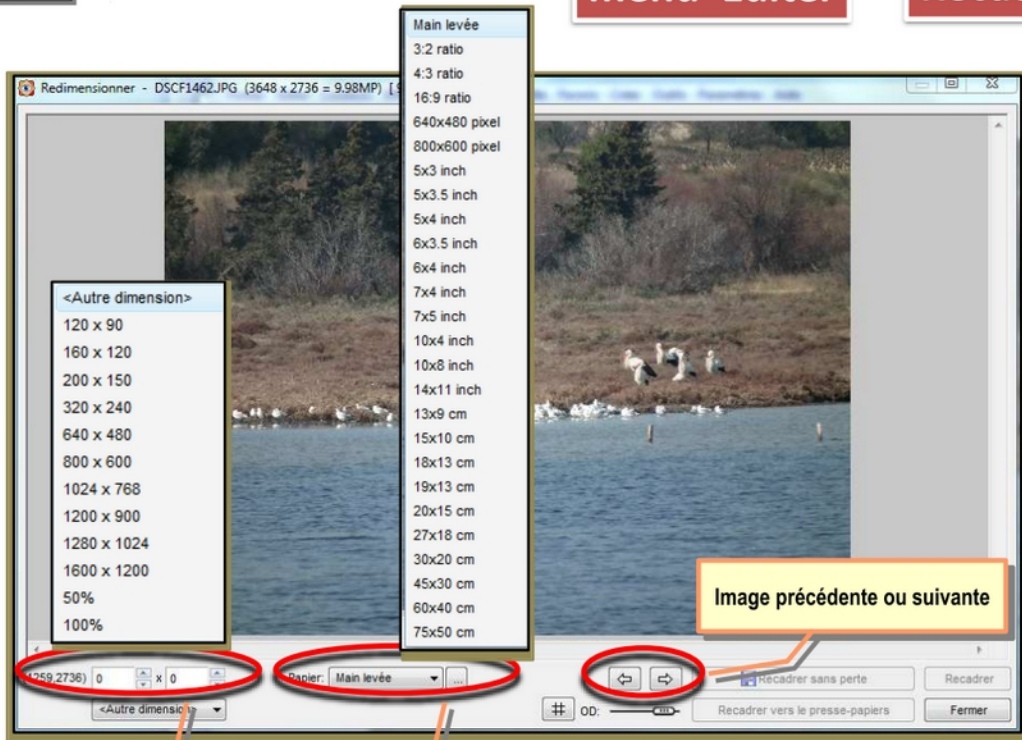 Redimensionner - DSCF1462.JPG (3648 x 2736 = 9.98MP) [
Main levée
3:2 ratio
4:3 ratio
16:9 ratio
640x480 pixel
800x600 pixel
5x3 inch
5x3.5 inch
5x4 inch
6x3.5 inch
6x4 inch
7x4 inch
7x5 inch
10x4 inch
10x8 inch
14x11 inch
13x9 cm
15x10 cm
18x13 cm
19x13 cm
20x15 cm
27x18 cm
30x20 cm
45x30 cm
60x40 cm
75x50 cm
<Autre dimension>
120 x 90
160 x 120
200 x 150
320 x 240
640 x 480
800 x 600
1024 x 768
1200 x 900
1280 x 1024
1600 x 1200
50%
100%
Image précédente ou suivante
1259,2736) 0 x 0 Papier: Main levée ... Recadrer sans perte Recadrer
<Autre dimension> # OD: Recadrer vers le presse-papiers Fermer